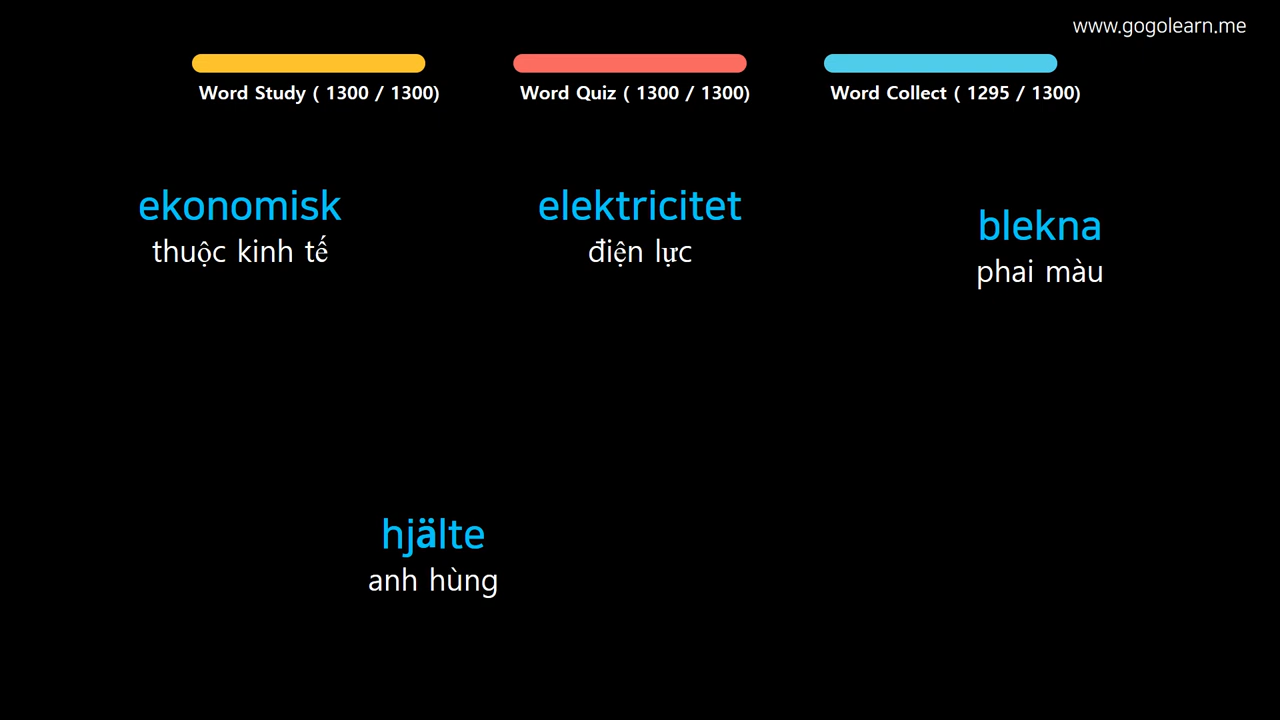 www.gogolearn.me
Word Study ( 1300 / 1300)
Word Quiz ( 1300 / 1300)
Word Collect ( 1295 / 1300)
ekonomisk
thuộc kinh tế
elektricitet
điện lực
blekna
phai màu
hjälte
anh hùng